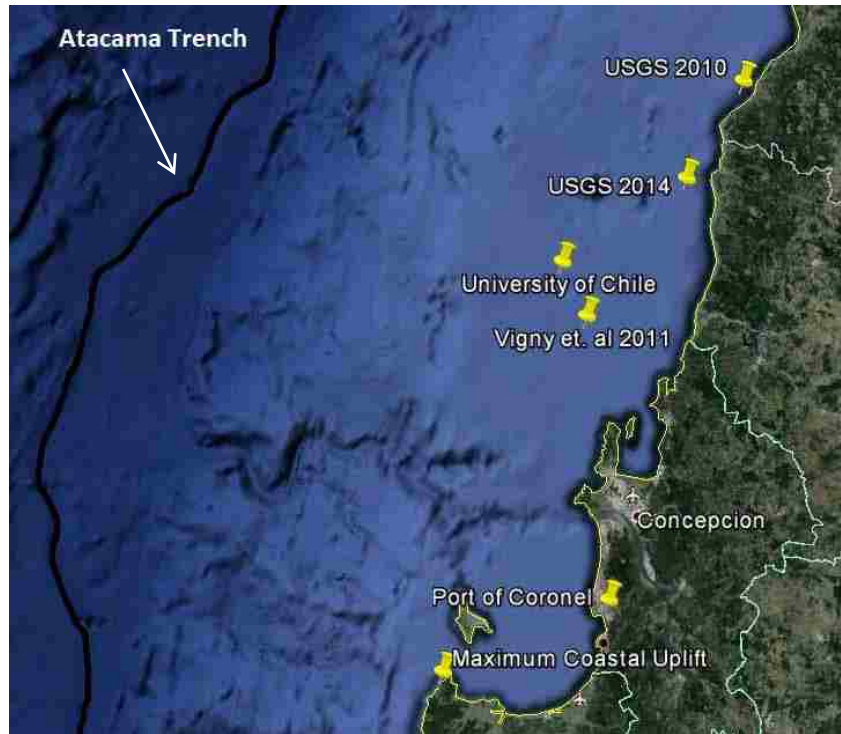 Atacama Trench
USGS 2010
USGS 2014
University of Chile
Vigny et. al 2011
Concepcion
Port of Coronel
Maximum Coastal Uplift